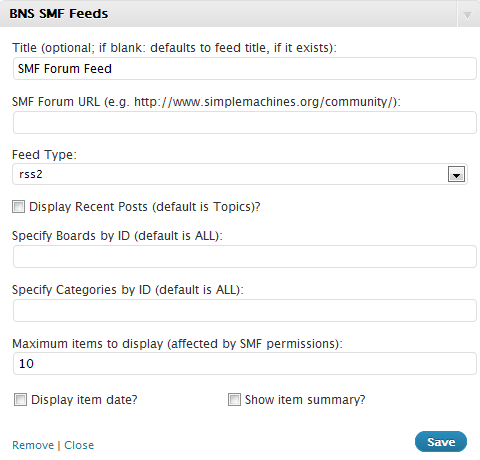 BNS SMF Feeds
Title (optional; if blank: defaults to feed title, if it exists):
SMF Forum Feed
SMF Forum URL (e.g. http://www.simplemachines.org/community/):
Feed Type:
rss2
Display Recent Posts (default is Topics)?
Specify Boards by ID (default is ALL):
Specify Categories by ID (default is ALL):
Maximum items to display (affected by SMF permissions):
10
Display item date? Show item summary?
Remove | Close Save